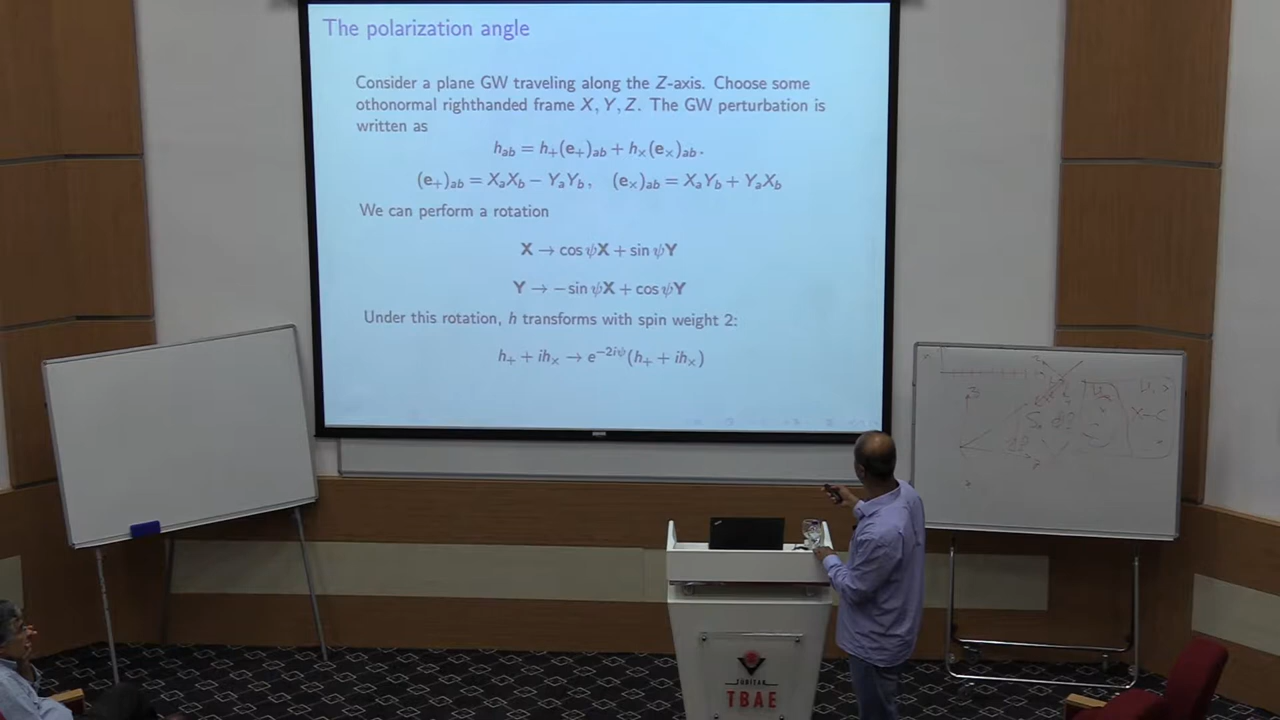 The polarization angle
Consider a plane GW traveling along the Z-axis. Choose some
othonormal righthanded frame X, Y, Z. The GW perturbation is
written as
h_ab = h_+(e_+)_ab + h_×(e_×)_ab.
(e_+)_ab = X_aX_b − Y_aY_b, (e_×)_ab = X_aY_b + Y_aX_b
We can perform a rotation
X → cos ψX + sin ψY
Y → − sin ψX + cos ψY
Under this rotation, h transforms with spin weight 2:
h_+ + ih_× → e^{−2iψ}(h_+ + ih_×)
TÜBİTAK
TBAE